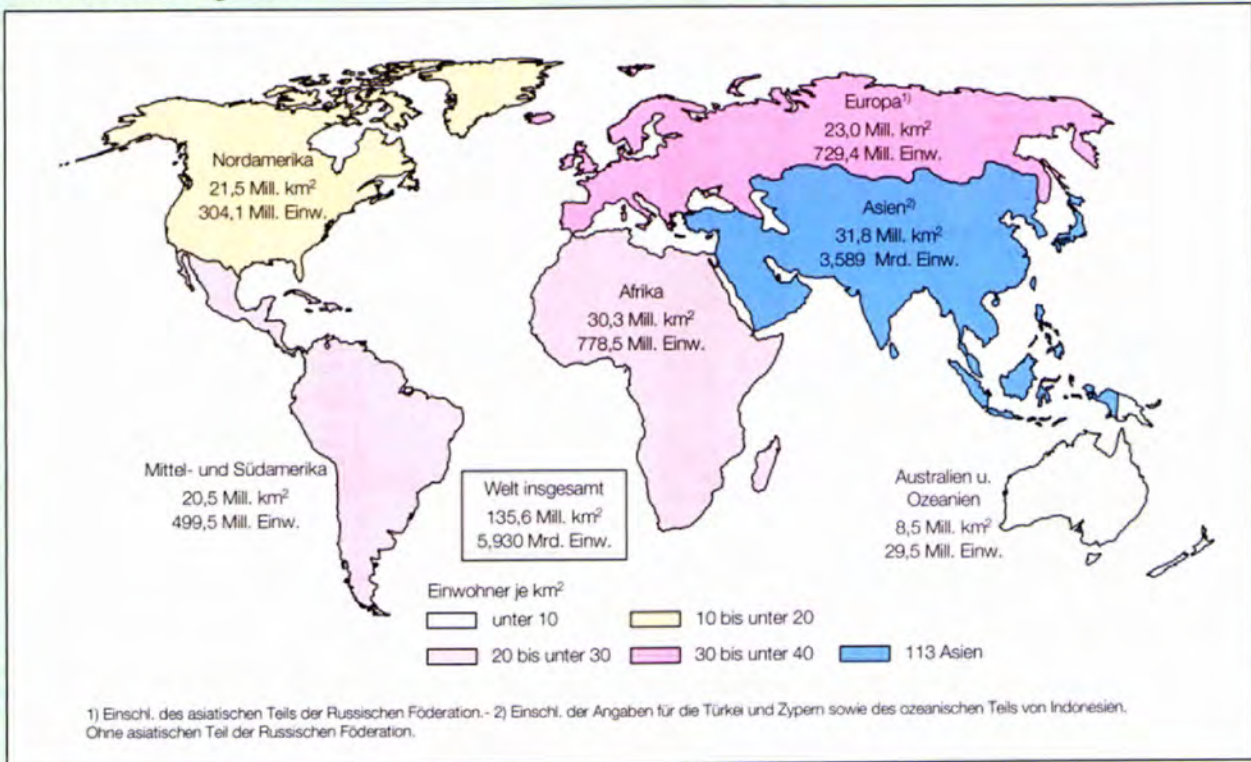 Nordamerika
21,5 Mill. km²
304,1 Mill. Einw.
Europa¹⁾
23,0 Mill. km²
729,4 Mill. Einw.
Asien²⁾
31,8 Mill. km²
3,589 Mrd. Einw.
Afrika
30,3 Mill. km²
778,5 Mill. Einw.
Mittel- und Südamerika
20,5 Mill. km²
499,5 Mill. Einw.
Welt insgesamt
135,6 Mill. km²
5,930 Mrd. Einw.
Australien u.
Ozeanien
8,5 Mill. km²
29,5 Mill. Einw.
Einwohner je km²
unter 10
10 bis unter 20
20 bis unter 30
30 bis unter 40
113 Asien
1) Einschl. des asiatischen Teils der Russischen Föderation.- 2) Einschl. der Angaben für die Türkei und Zypern sowie des ozeanischen Teils von Indonesien.
Ohne asiatischen Teil der Russischen Föderation.